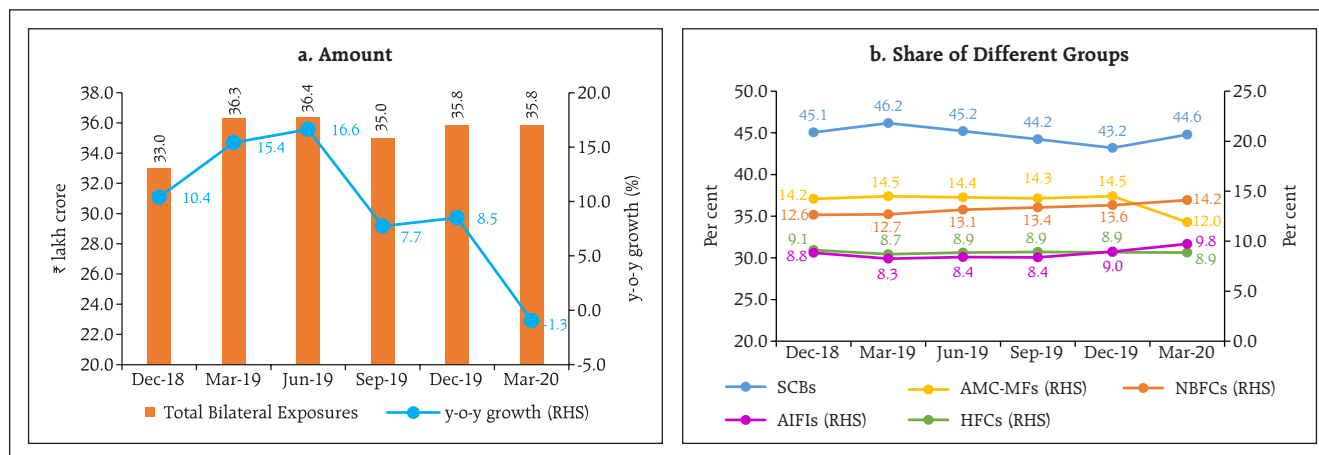 a. Amount
₹ lakh crore
38.0
36.0
34.0
32.0
30.0
28.0
26.0
24.0
22.0
20.0
33.0
36.3
36.4
35.0
35.8
35.8
10.4
15.4
16.6
7.7
8.5
-1.3
20.0
15.0
10.0
5.0
-0.0
-5.0
y-o-y growth (%)
Dec-18 Mar-19 Jun-19 Sep-19 Dec-19 Mar-20
Total Bilateral Exposures y-o-y growth (RHS)
b. Share of Different Groups
Per cent
50.0
45.0
40.0
35.0
30.0
25.0
20.0
45.1 46.2 45.2 44.2 43.2 44.6
14.2 14.5 14.4 14.3 14.5 12.0
12.6 12.7 13.1 13.4 13.6 14.2
9.1 8.7 8.9 8.9 8.9 8.9
8.8 8.3 8.4 8.4 9.0 9.8
25.0
20.0
15.0
10.0
5.0
0.0
Per cent
Dec-18 Mar-19 Jun-19 Sep-19 Dec-19 Mar-20
SCBs AMC-MFs (RHS) NBFCs (RHS)
AIFIs (RHS) HFCs (RHS)